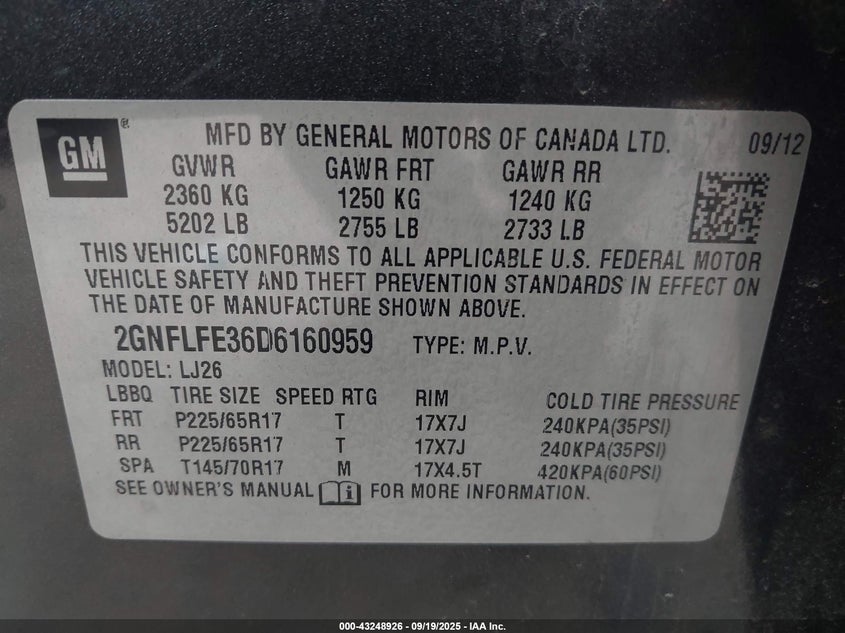 GM®
MFD BY GENERAL MOTORS OF CANADA LTD. 09/12
GVWR GAWR FRT GAWR RR
2360 KG 1250 KG 1240 KG
5202 LB 2755 LB 2733 LB
THIS VEHICLE CONFORMS TO ALL APPLICABLE U.S. FEDERAL MOTOR
VEHICLE SAFETY AND THEFT PREVENTION STANDARDS IN EFFECT ON
THE DATE OF MANUFACTURE SHOWN ABOVE.
2GNFLFE36D6160959 TYPE: M.P.V.
MODEL: LJ26
LBBQ TIRE SIZE SPEED RTG RIM COLD TIRE PRESSURE
FRT P225/65R17 T 17X7J 240KPA(35PSI)
RR P225/65R17 T 17X7J 240KPA(35PSI)
SPA T145/70R17 M 17X4.5T 420KPA(60PSI)
SEE OWNER'S MANUAL FOR MORE INFORMATION.
000-43248926 - 09/19/2025 - IAA Inc.